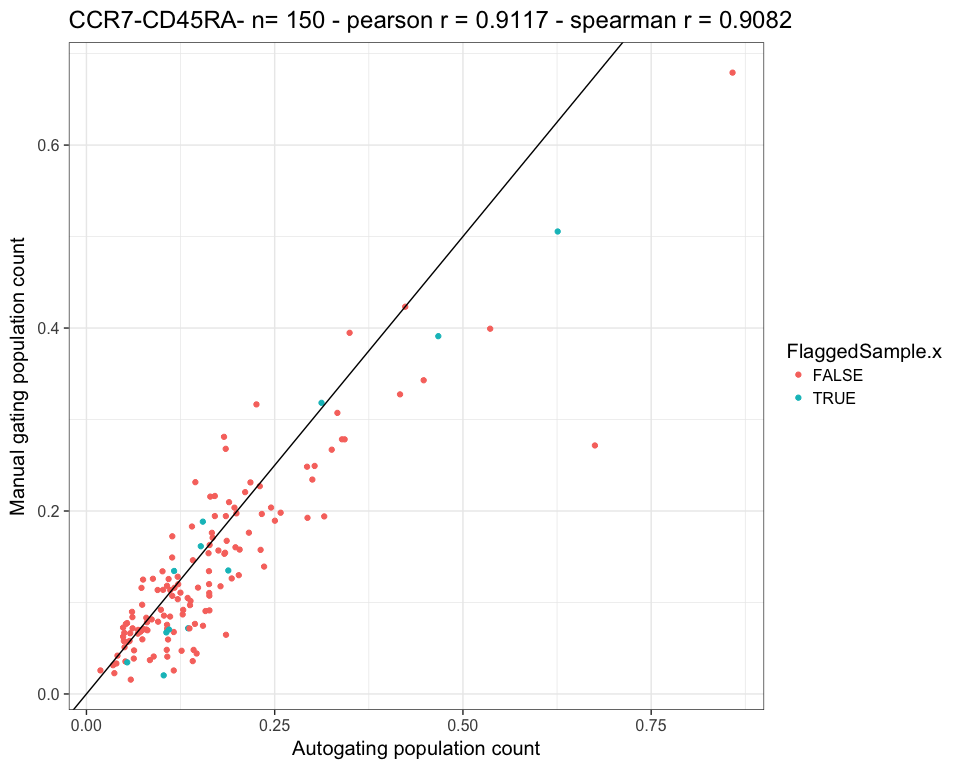 CCR7-CD45RA- n= 150 - pearson r = 0.9117 - spearman r = 0.9082
Manual gating population count
0.6
0.4
0.2
0.0
0.00 0.25 0.50 0.75
Autogating population count
FlaggedSample.x
FALSE
TRUE